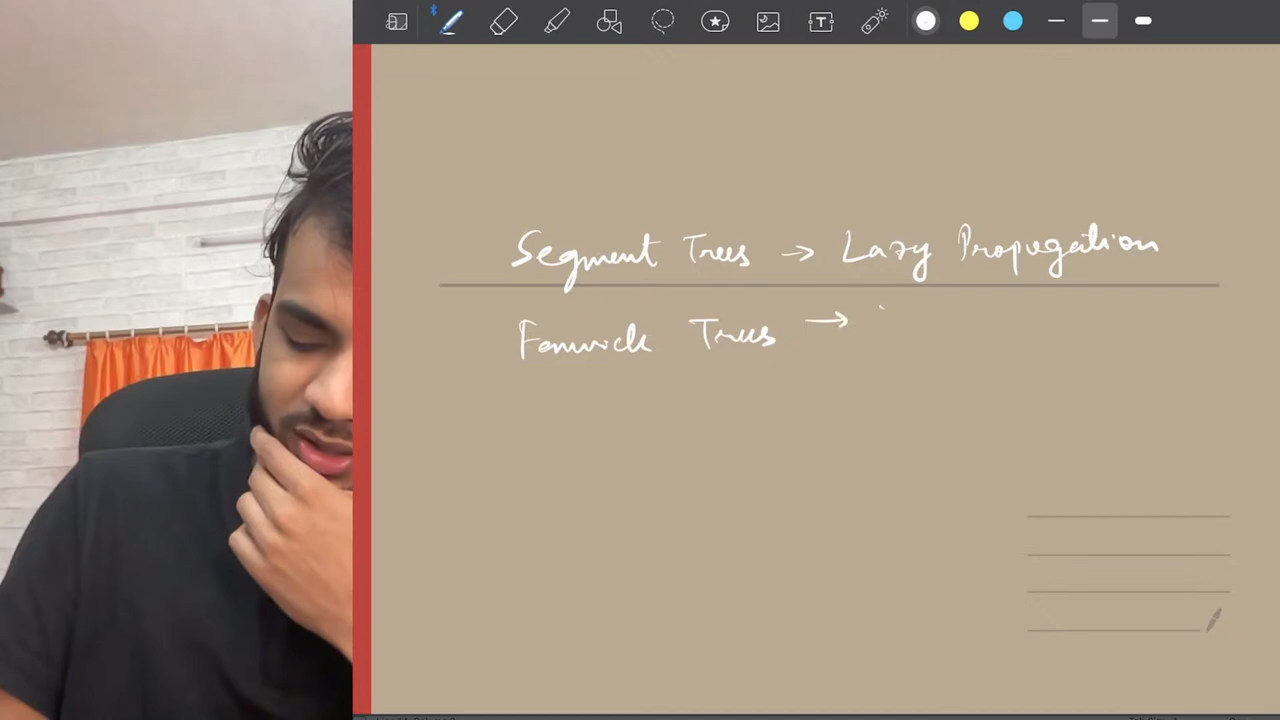 Segment Trees → Lazy Propagation
Fenwick Trees →